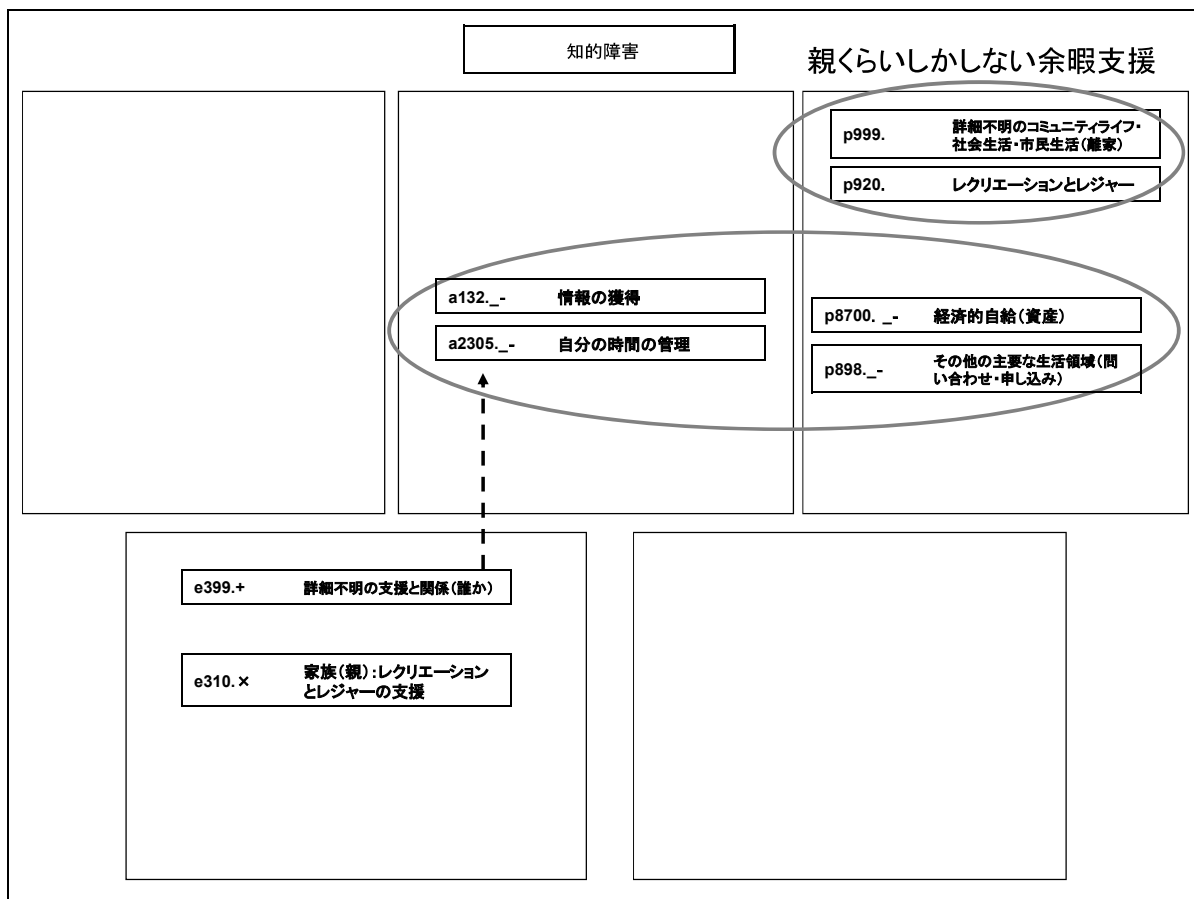 知的障害
親くらいしかしない余暇支援
p999. 詳細不明のコミュニティライフ・
社会生活・市民生活(離家)
p920. レクリエーションとレジャー
a132._- 情報の獲得
a2305._- 自分の時間の管理
p8700. _- 経済的自給(資産)
p898._- その他の主要な生活領域(問
い合わせ・申し込み)
e399.+ 詳細不明の支援と関係(誰か)
e310.× 家族(親):レクリエーション
とレジャーの支援